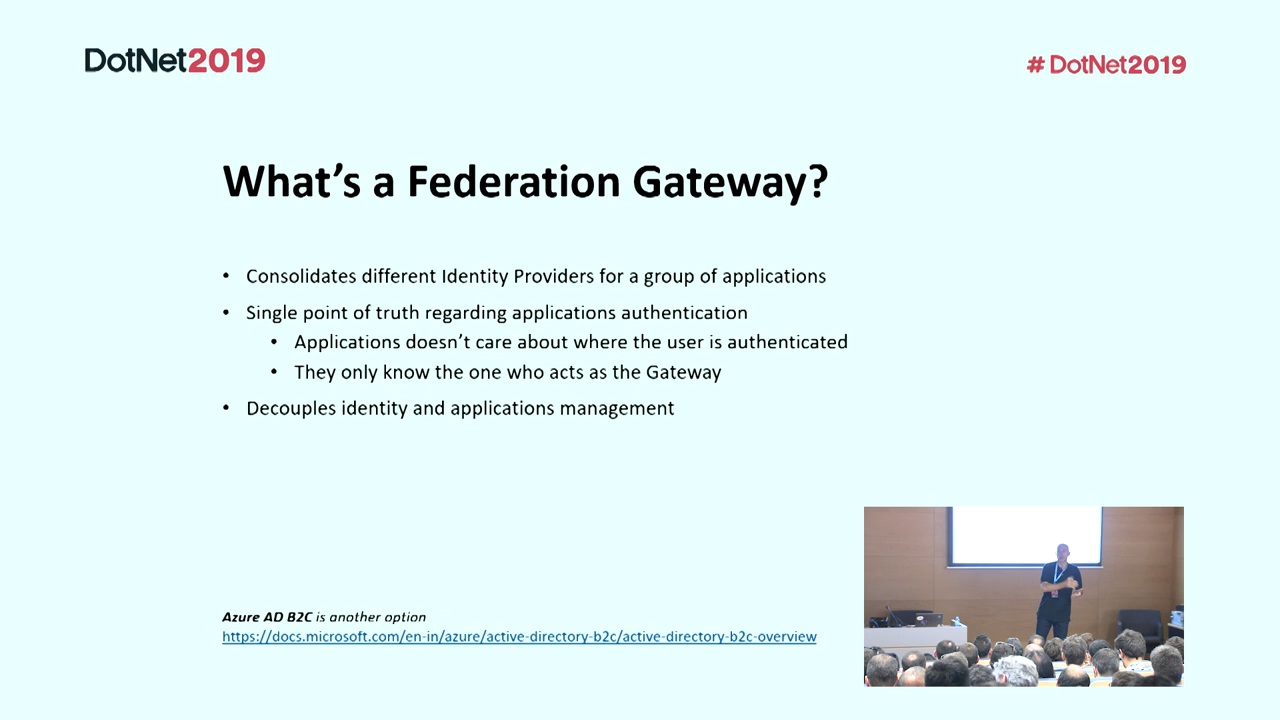 DotNet2019
# DotNet2019
What's a Federation Gateway?
• Consolidates different Identity Providers for a group of applications
• Single point of truth regarding applications authentication
• Applications doesn't care about where the user is authenticated
• They only know the one who acts as the Gateway
• Decouples identity and applications management
Azure AD B2C is another option
https://docs.microsoft.com/en-in/azure/active-directory-b2c/active-directory-b2c-overview